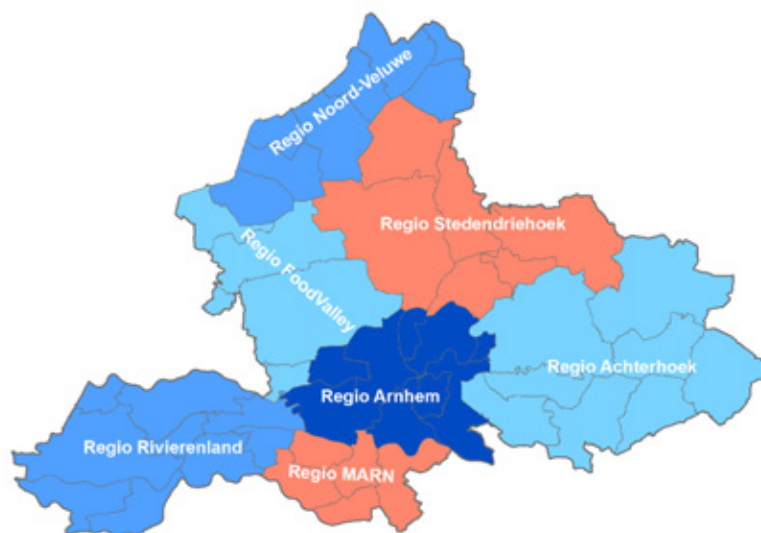 Regio Noord-Veluwe
Regio Stedendriehoek
Regio FoodValley
Regio Achterhoek
Regio Arnhem
Regio Rivierenland
Regio MARN